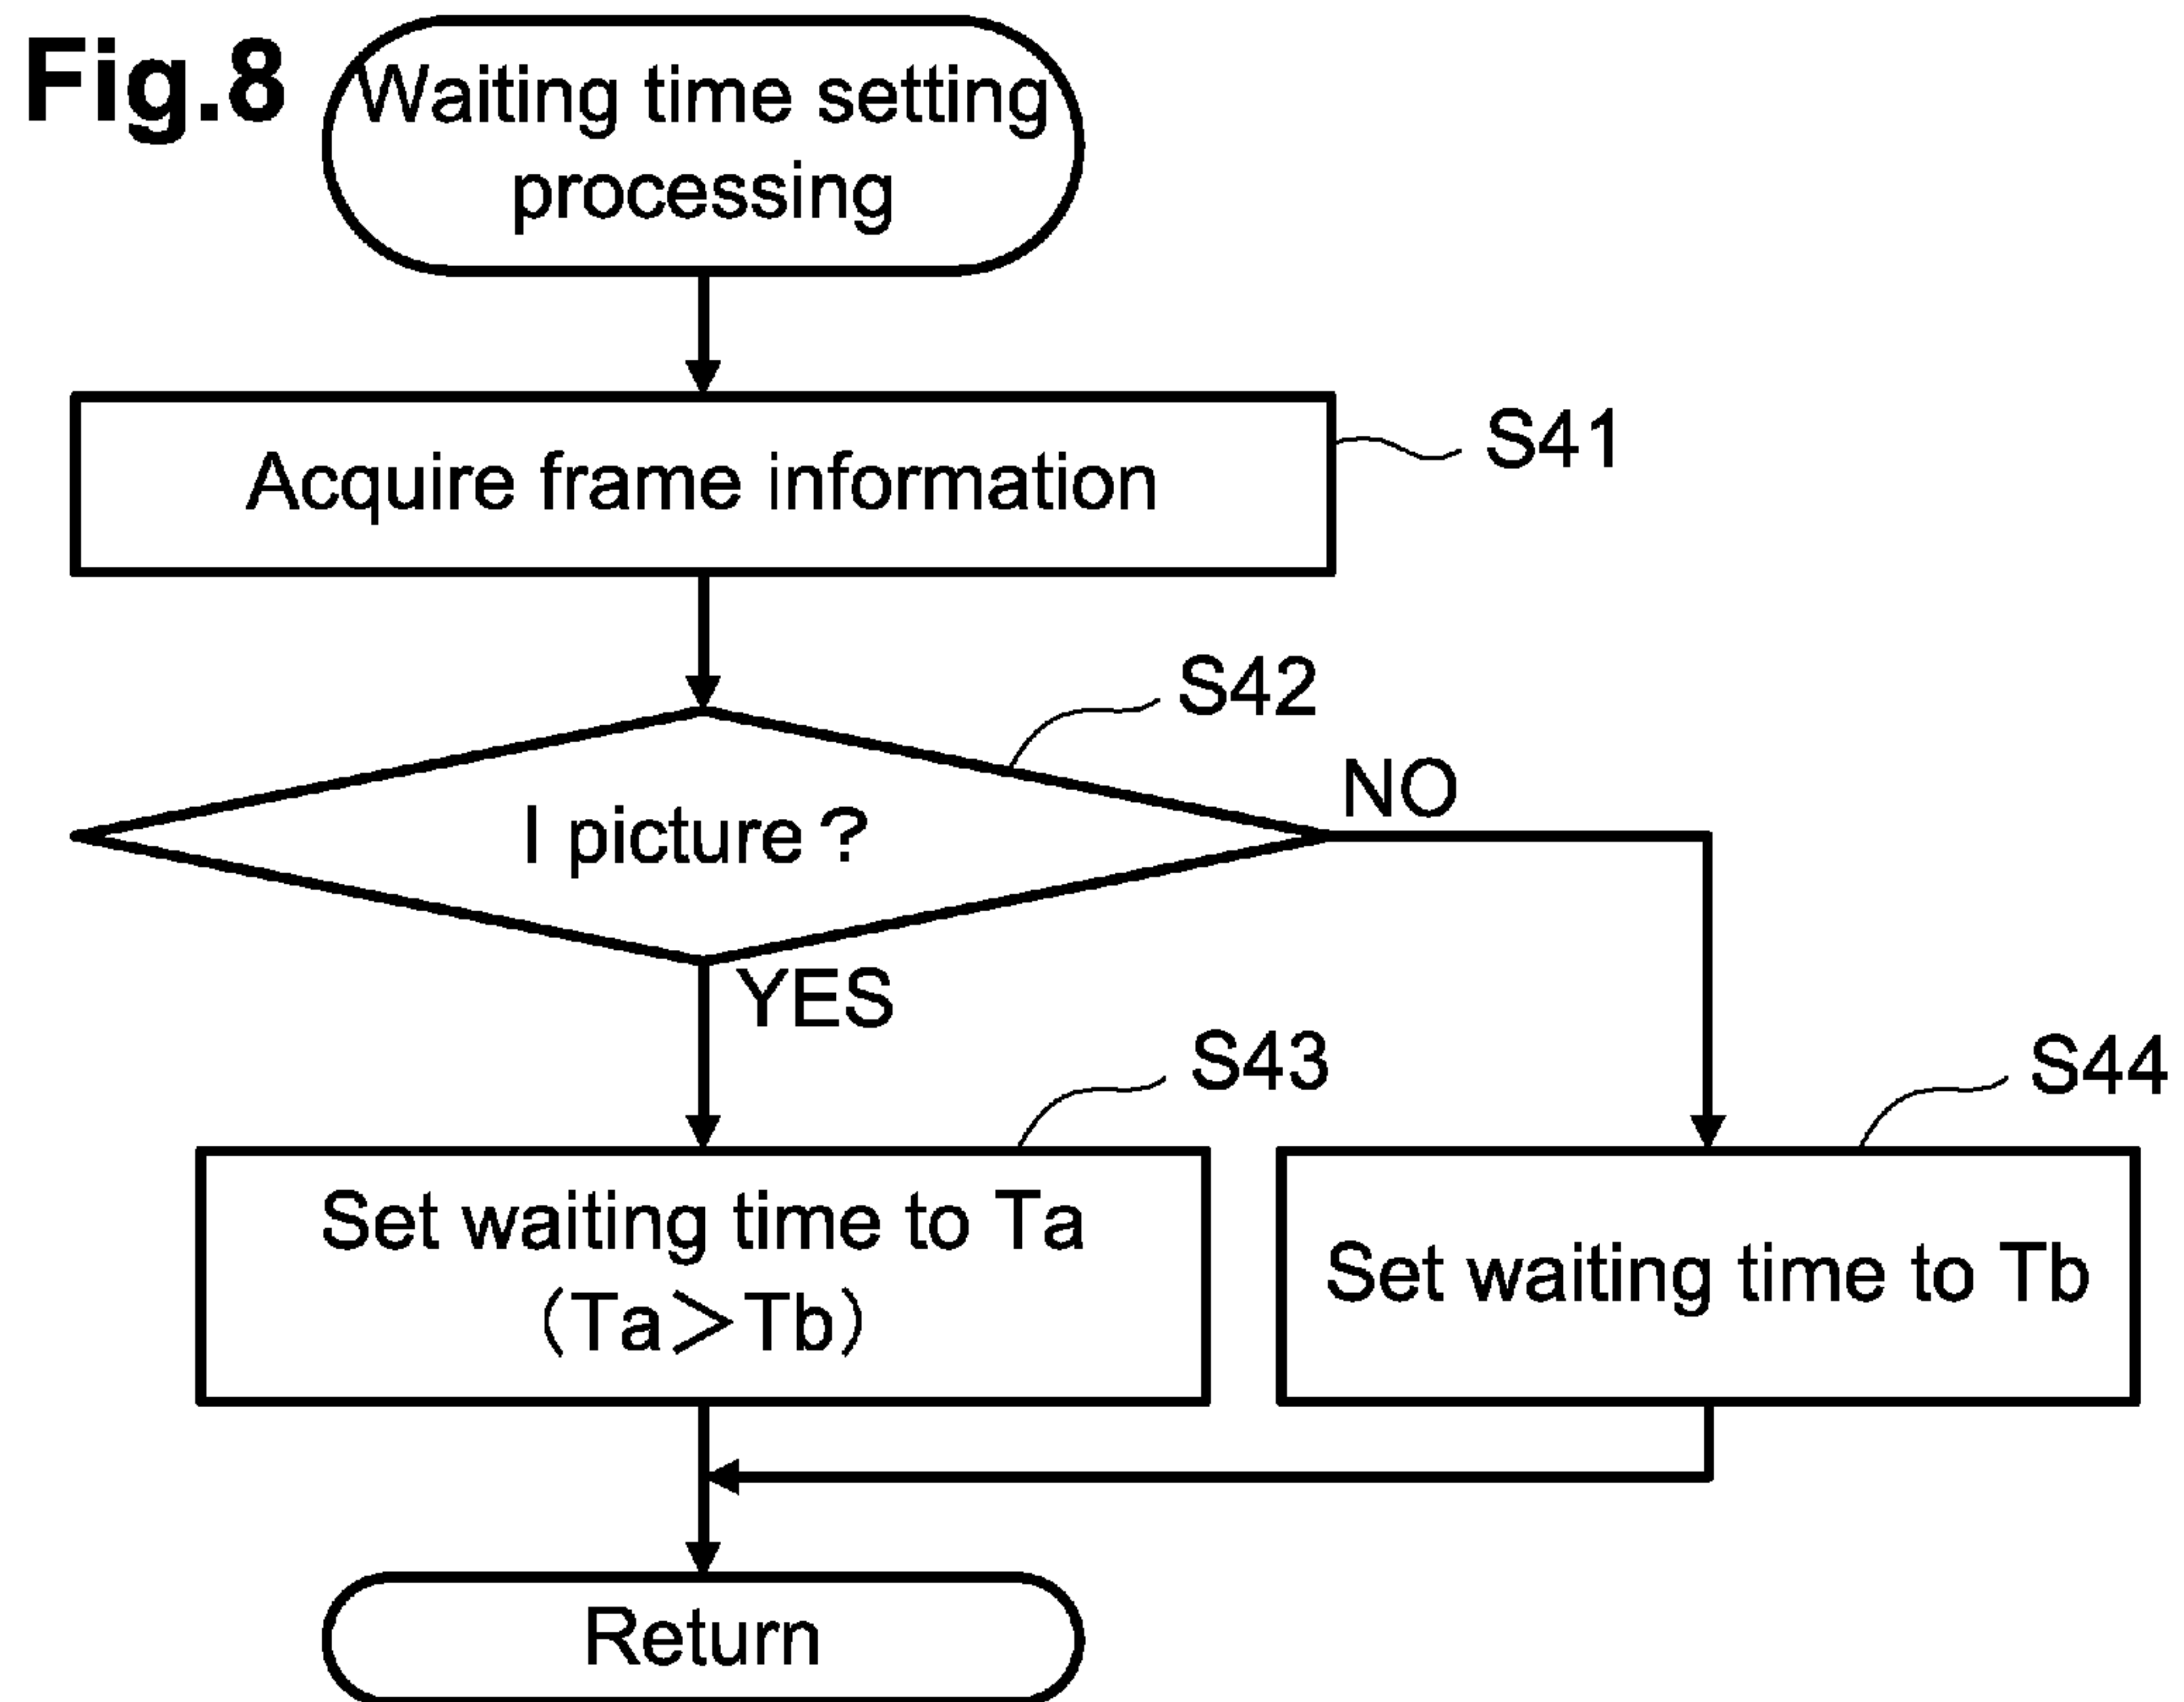 Fig.8
Waiting time setting
processing
Acquire frame information
S41
S42
I picture ?
NO
YES
S43
S44
Set waiting time to Ta
(Ta>Tb)
Set waiting time to Tb
Return